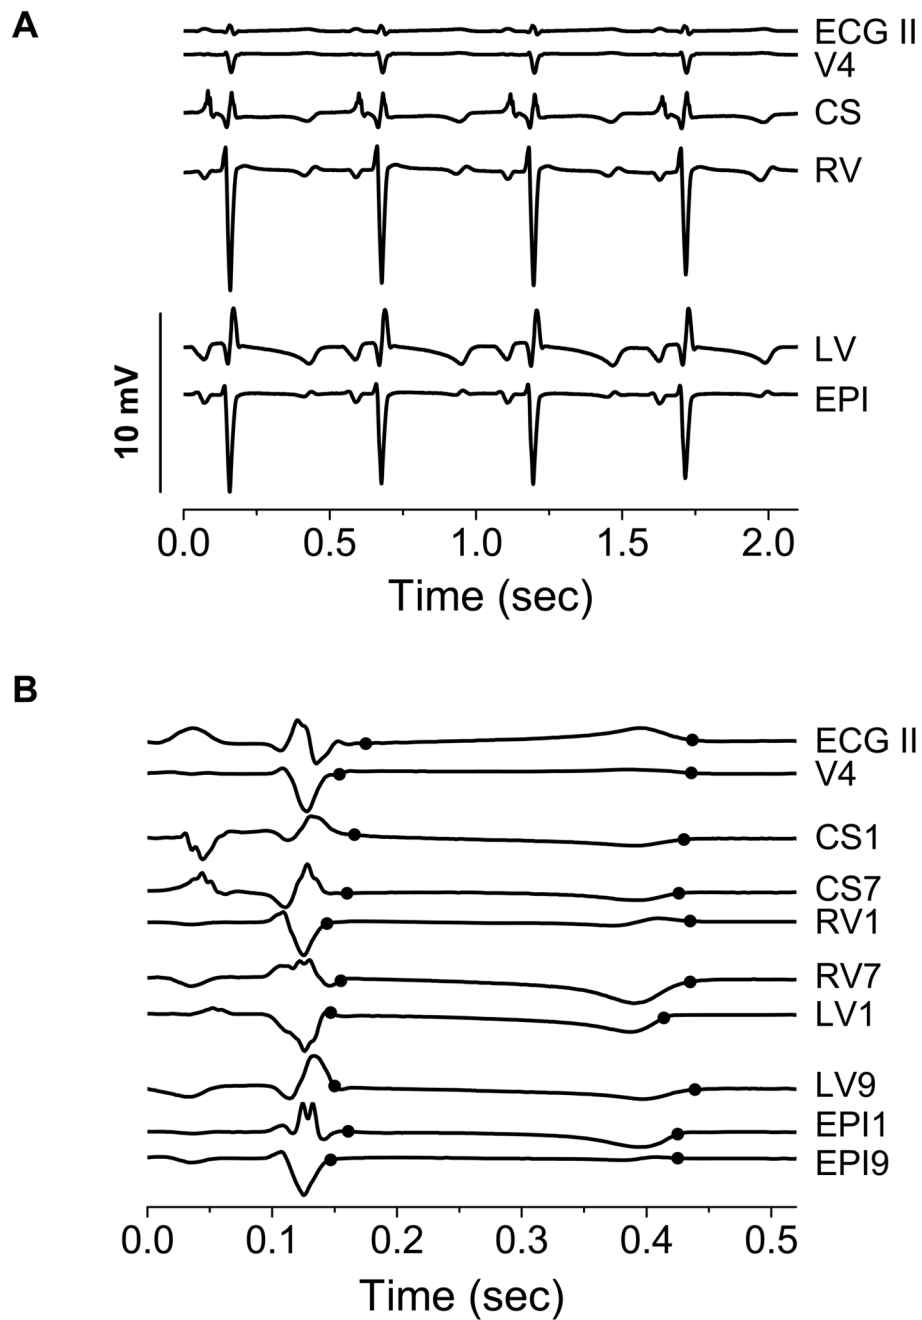 A
ECG II
V4
CS
RV
LV
EPI
10 mV
0.0 0.5 1.0 1.5 2.0
Time (sec)
B
ECG II
V4
CS1
CS7
RV1
RV7
LV1
LV9
EPI1
EPI9
0.0 0.1 0.2 0.3 0.4 0.5
Time (sec)